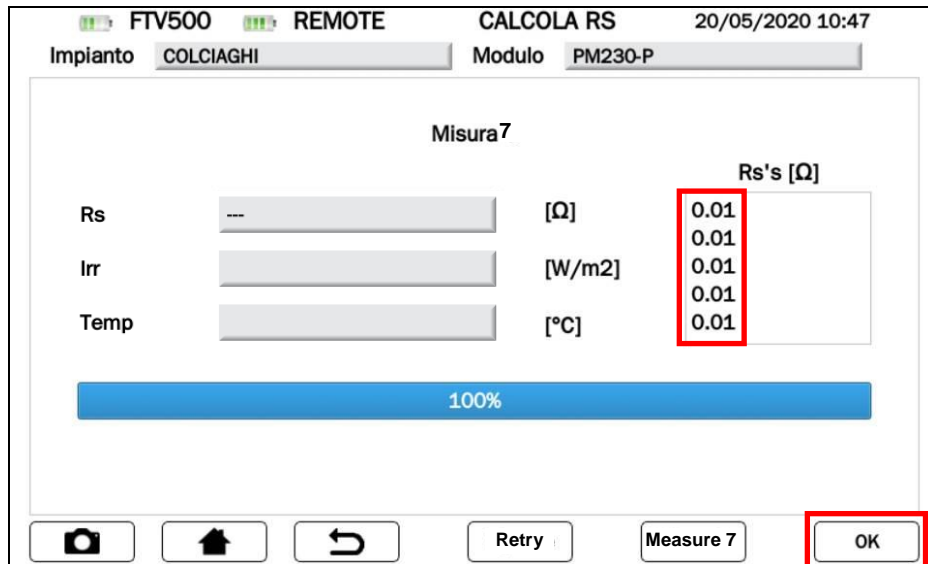 FTV500 REMOTE CALCOLA RS 20/05/2020 10:47
Impianto COLCIAGHI Modulo PM230-P
Misura7
Rs's [Ω]
Rs --- [Ω] 0.01
0.01
Irr [W/m2] 0.01
0.01
Temp [°C] 0.01
100%
Retry Measure 7 OK